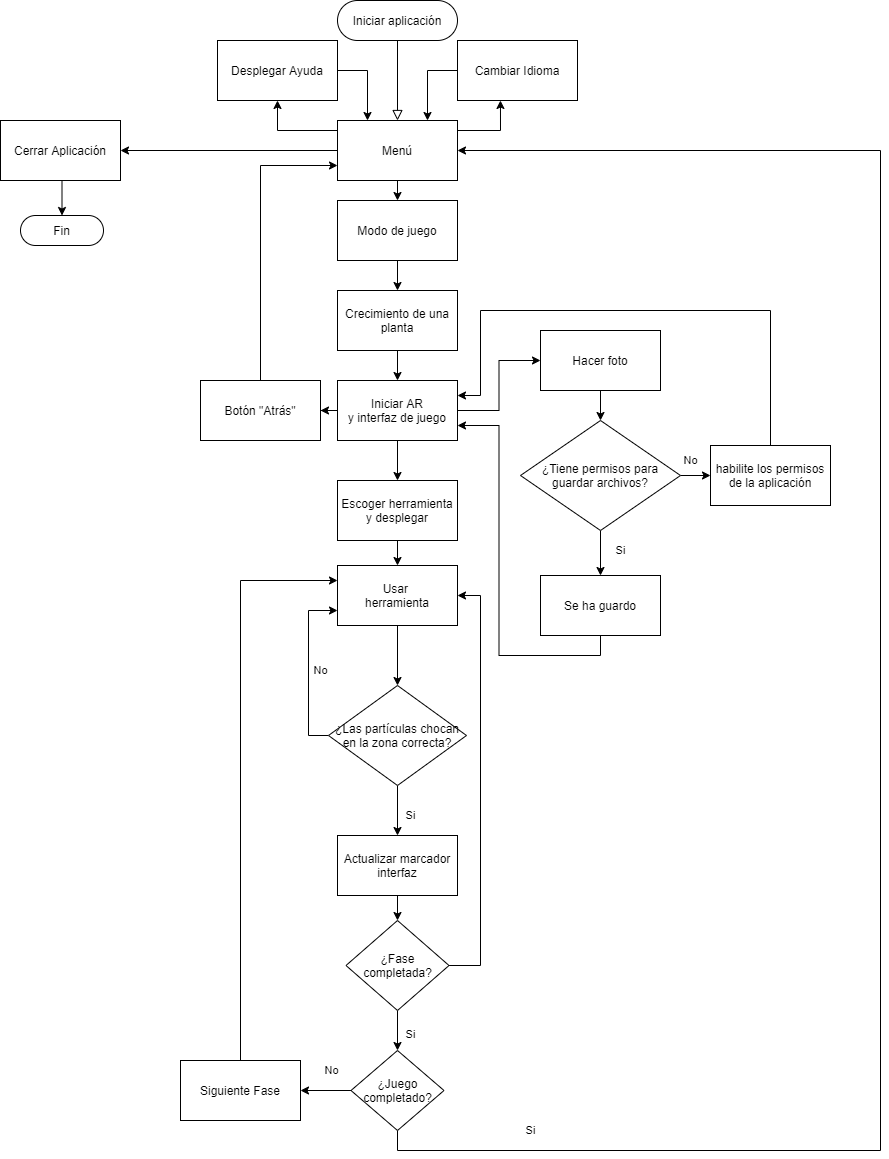 Iniciar aplicación
Desplegar Ayuda
Cambiar Idioma
Cerrar Aplicación
Menú
Fin
Modo de juego
Crecimiento de una
planta
Hacer foto
Botón "Atrás"
Iniciar AR
y interfaz de juego
¿Tiene permisos para
guardar archivos?
No
habilite los permisos
de la aplicación
Escoger herramienta
y desplegar
Si
Usar
herramienta
Se ha guardo
No
¿Las partículas chocan
en la zona correcta?
Si
Actualizar marcador
interfaz
¿Fase
completada?
Si
Siguiente Fase
No
¿Juego
completado?
Si